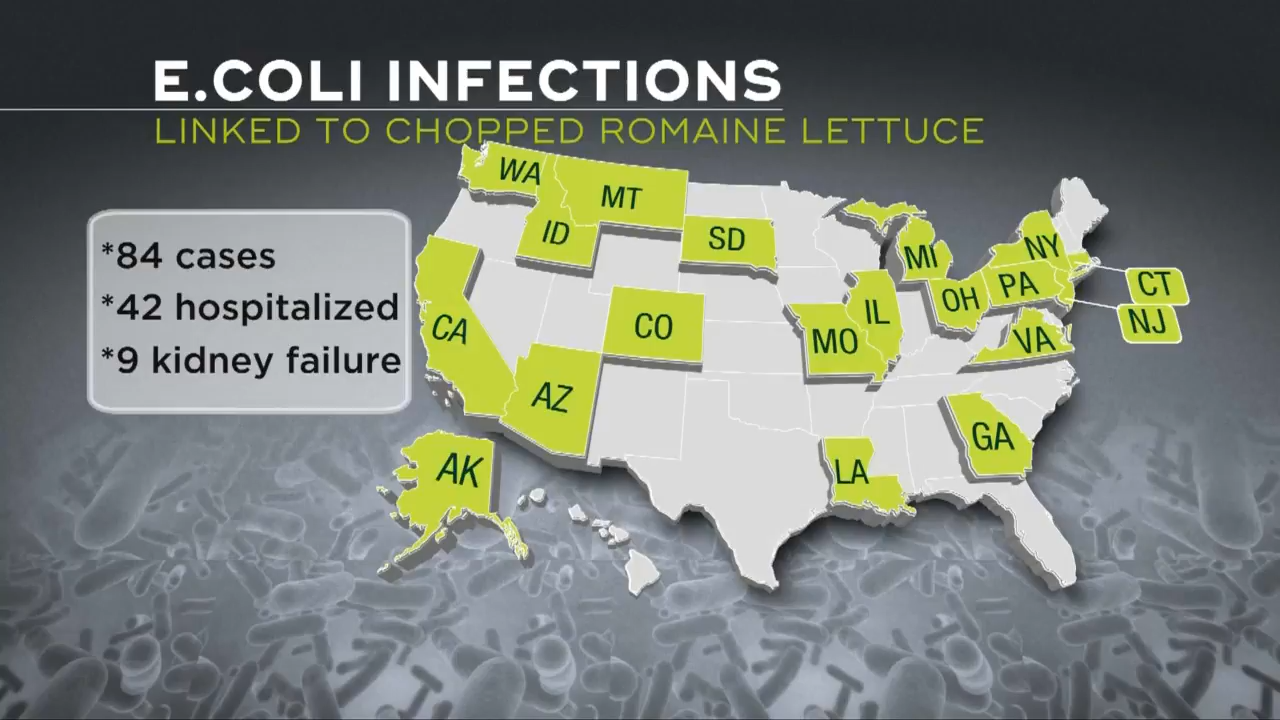 E.COLI INFECTIONS
LINKED TO CHOPPED ROMAINE LETTUCE
*84 cases
*42 hospitalized
*9 kidney failure
WA
MT
ID
SD
MI
NY
CT
PA
OH
NJ
IL
CO
CA
MO
VA
AZ
GA
AK
LA